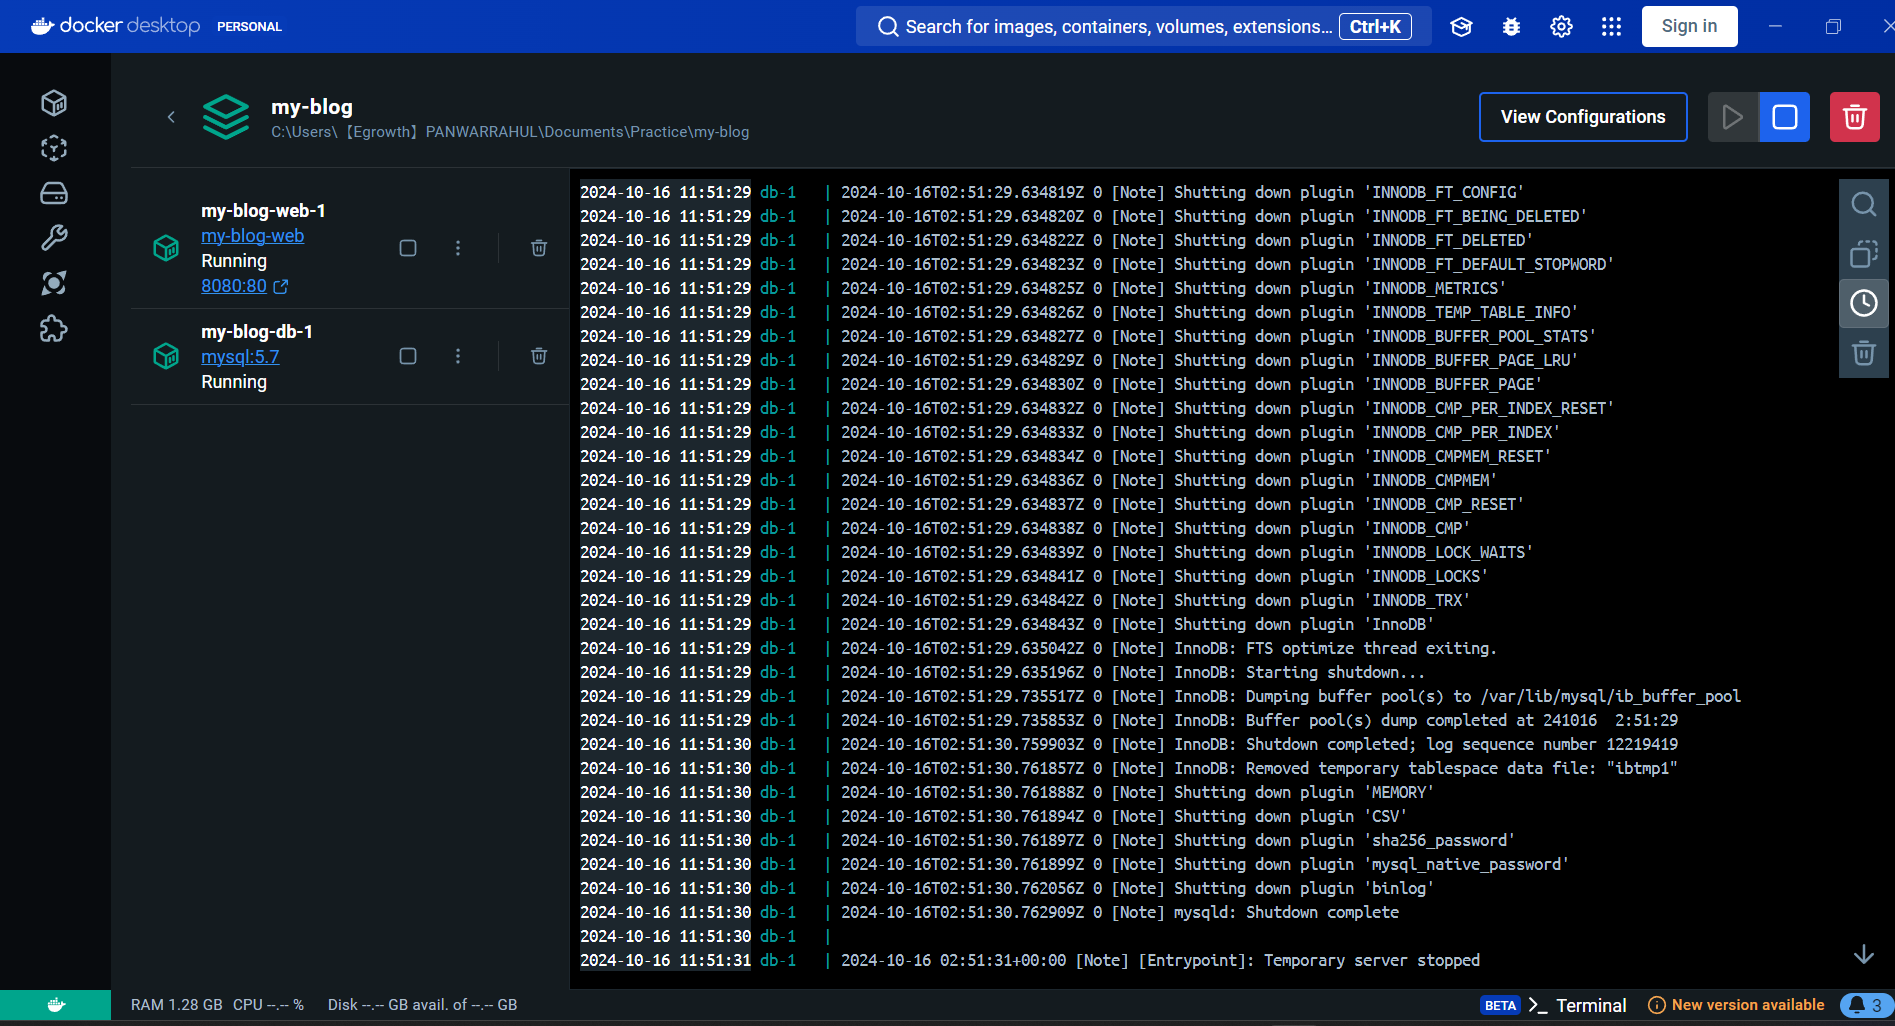 docker desktop PERSONAL
Search for images, containers, volumes, extensions... Ctrl+K
Sign in
my-blog
C:\Users\【Egrowth】PANWARRAHUL\Documents\Practice\my-blog
View Configurations
my-blog-web-1
my-blog-web
Running
8080:80
my-blog-db-1
mysql:5.7
Running
2024-10-16 11:51:29 db-1 | 2024-10-16T02:51:29.634819Z 0 [Note] Shutting down plugin 'INNODB_FT_CONFIG'
2024-10-16 11:51:29 db-1 | 2024-10-16T02:51:29.634820Z 0 [Note] Shutting down plugin 'INNODB_FT_BEING_DELETED'
2024-10-16 11:51:29 db-1 | 2024-10-16T02:51:29.634822Z 0 [Note] Shutting down plugin 'INNODB_FT_DELETED'
2024-10-16 11:51:29 db-1 | 2024-10-16T02:51:29.634823Z 0 [Note] Shutting down plugin 'INNODB_FT_DEFAULT_STOPWORD'
2024-10-16 11:51:29 db-1 | 2024-10-16T02:51:29.634825Z 0 [Note] Shutting down plugin 'INNODB_METRICS'
2024-10-16 11:51:29 db-1 | 2024-10-16T02:51:29.634826Z 0 [Note] Shutting down plugin 'INNODB_TEMP_TABLE_INFO'
2024-10-16 11:51:29 db-1 | 2024-10-16T02:51:29.634827Z 0 [Note] Shutting down plugin 'INNODB_BUFFER_POOL_STATS'
2024-10-16 11:51:29 db-1 | 2024-10-16T02:51:29.634829Z 0 [Note] Shutting down plugin 'INNODB_BUFFER_PAGE_LRU'
2024-10-16 11:51:29 db-1 | 2024-10-16T02:51:29.634830Z 0 [Note] Shutting down plugin 'INNODB_BUFFER_PAGE'
2024-10-16 11:51:29 db-1 | 2024-10-16T02:51:29.634832Z 0 [Note] Shutting down plugin 'INNODB_CMP_PER_INDEX_RESET'
2024-10-16 11:51:29 db-1 | 2024-10-16T02:51:29.634833Z 0 [Note] Shutting down plugin 'INNODB_CMP_PER_INDEX'
2024-10-16 11:51:29 db-1 | 2024-10-16T02:51:29.634834Z 0 [Note] Shutting down plugin 'INNODB_CMPMEM_RESET'
2024-10-16 11:51:29 db-1 | 2024-10-16T02:51:29.634836Z 0 [Note] Shutting down plugin 'INNODB_CMPMEM'
2024-10-16 11:51:29 db-1 | 2024-10-16T02:51:29.634837Z 0 [Note] Shutting down plugin 'INNODB_CMP_RESET'
2024-10-16 11:51:29 db-1 | 2024-10-16T02:51:29.634838Z 0 [Note] Shutting down plugin 'INNODB_CMP'
2024-10-16 11:51:29 db-1 | 2024-10-16T02:51:29.634839Z 0 [Note] Shutting down plugin 'INNODB_LOCK_WAITS'
2024-10-16 11:51:29 db-1 | 2024-10-16T02:51:29.634841Z 0 [Note] Shutting down plugin 'INNODB_LOCKS'
2024-10-16 11:51:29 db-1 | 2024-10-16T02:51:29.634842Z 0 [Note] Shutting down plugin 'INNODB_TRX'
2024-10-16 11:51:29 db-1 | 2024-10-16T02:51:29.634843Z 0 [Note] Shutting down plugin 'InnoDB'
2024-10-16 11:51:29 db-1 | 2024-10-16T02:51:29.635042Z 0 [Note] InnoDB: FTS optimize thread exiting.
2024-10-16 11:51:29 db-1 | 2024-10-16T02:51:29.635196Z 0 [Note] InnoDB: Starting shutdown...
2024-10-16 11:51:29 db-1 | 2024-10-16T02:51:29.735517Z 0 [Note] InnoDB: Dumping buffer pool(s) to /var/lib/mysql/ib_buffer_pool
2024-10-16 11:51:29 db-1 | 2024-10-16T02:51:29.735853Z 0 [Note] InnoDB: Buffer pool(s) dump completed at 241016  2:51:29
2024-10-16 11:51:30 db-1 | 2024-10-16T02:51:30.759903Z 0 [Note] InnoDB: Shutdown completed; log sequence number 12219419
2024-10-16 11:51:30 db-1 | 2024-10-16T02:51:30.761857Z 0 [Note] InnoDB: Removed temporary tablespace data file: "ibtmp1"
2024-10-16 11:51:30 db-1 | 2024-10-16T02:51:30.761888Z 0 [Note] Shutting down plugin 'MEMORY'
2024-10-16 11:51:30 db-1 | 2024-10-16T02:51:30.761894Z 0 [Note] Shutting down plugin 'CSV'
2024-10-16 11:51:30 db-1 | 2024-10-16T02:51:30.761897Z 0 [Note] Shutting down plugin 'sha256_password'
2024-10-16 11:51:30 db-1 | 2024-10-16T02:51:30.761899Z 0 [Note] Shutting down plugin 'mysql_native_password'
2024-10-16 11:51:30 db-1 | 2024-10-16T02:51:30.762056Z 0 [Note] Shutting down plugin 'binlog'
2024-10-16 11:51:30 db-1 | 2024-10-16T02:51:30.762909Z 0 [Note] mysqld: Shutdown complete
2024-10-16 11:51:30 db-1 |
2024-10-16 11:51:31 db-1 | 2024-10-16 02:51:31+00:00 [Note] [Entrypoint]: Temporary server stopped
RAM 1.28 GB CPU --.-- % Disk --.-- GB avail. of --.-- GB
BETA >_ Terminal New version available 3